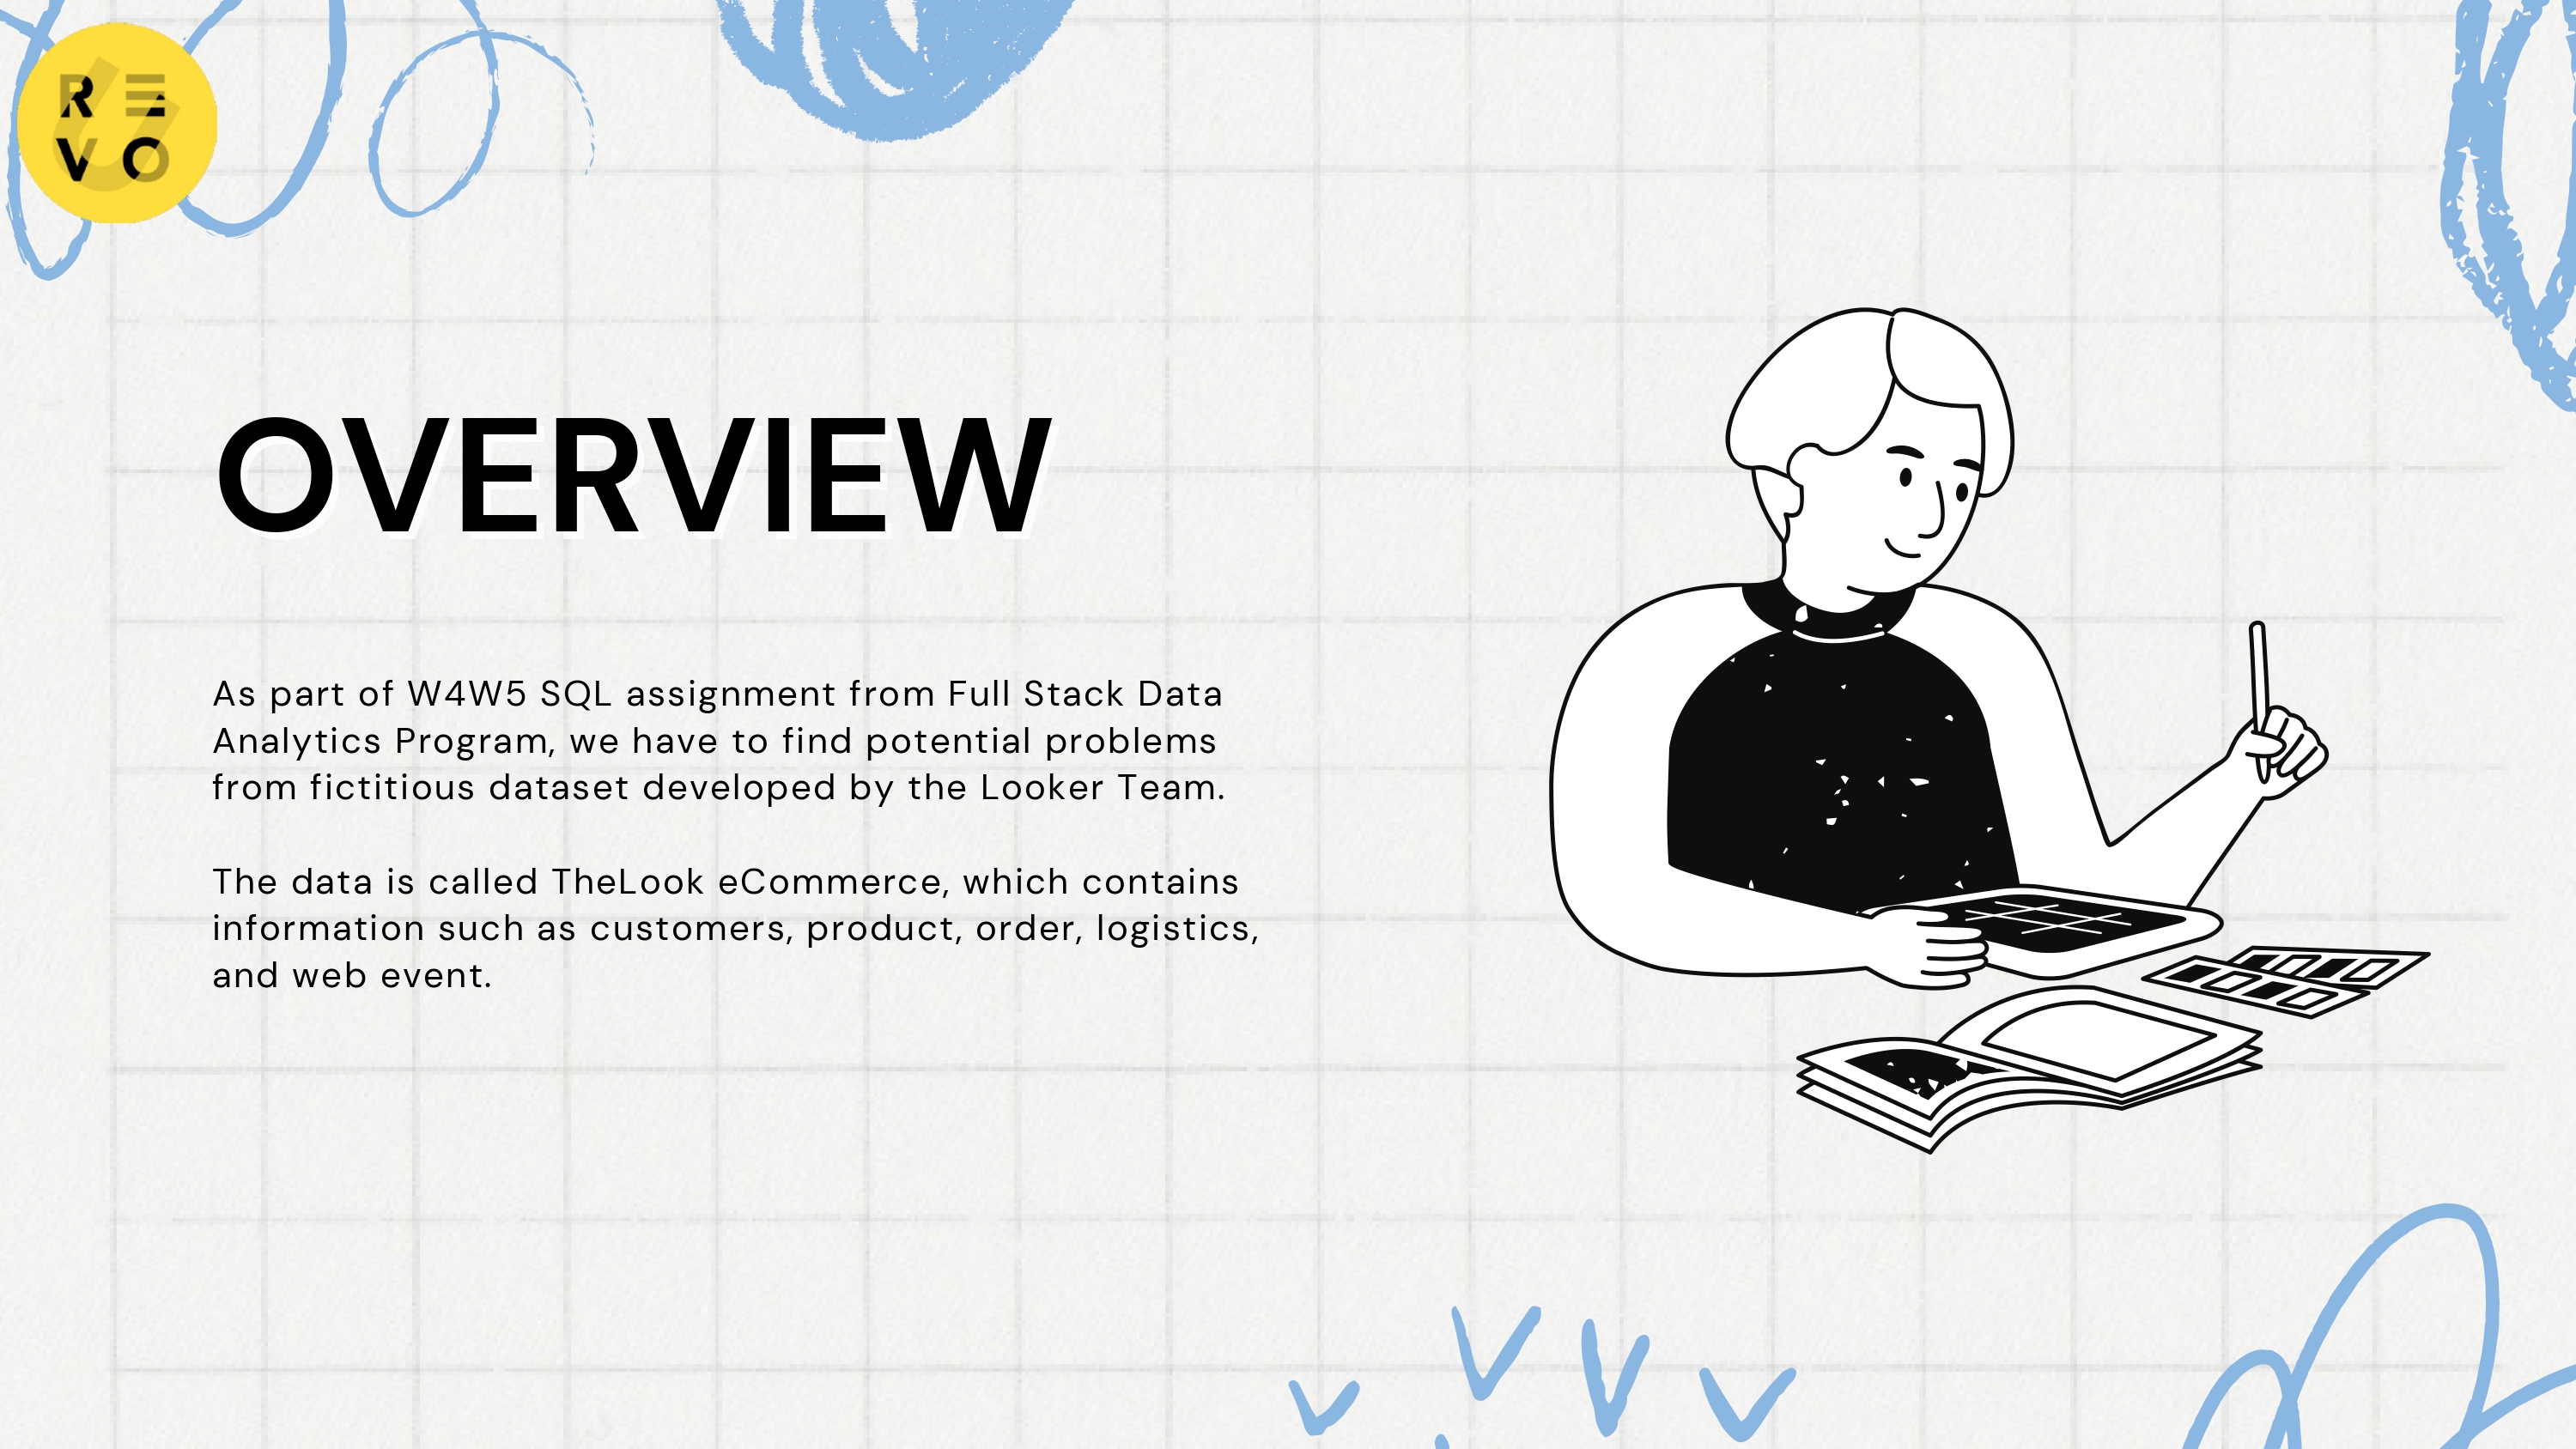 RE
VO
OVERVIEW
As part of W4W5 SQL assignment from Full Stack Data
Analytics Program, we have to find potential problems
from fictitious dataset developed by the Looker Team.
The data is called TheLook eCommerce, which contains
information such as customers, product, order, logistics,
and web event.